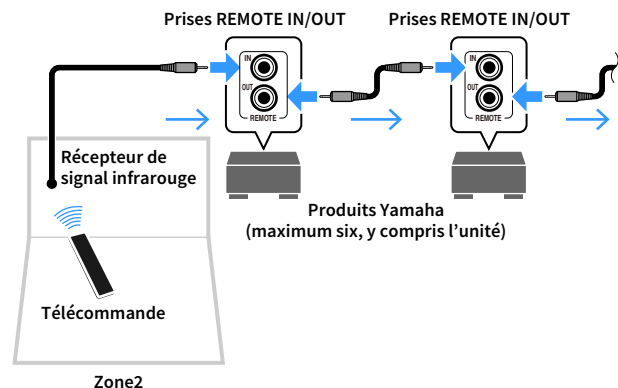 Prises REMOTE IN/OUT
Prises REMOTE IN/OUT
IN
OUT
REMOTE
IN
OUT
REMOTE
Récepteur de
signal infrarouge
Produits Yamaha
(maximum six, y compris l’unité)
Télécommande
Zone2